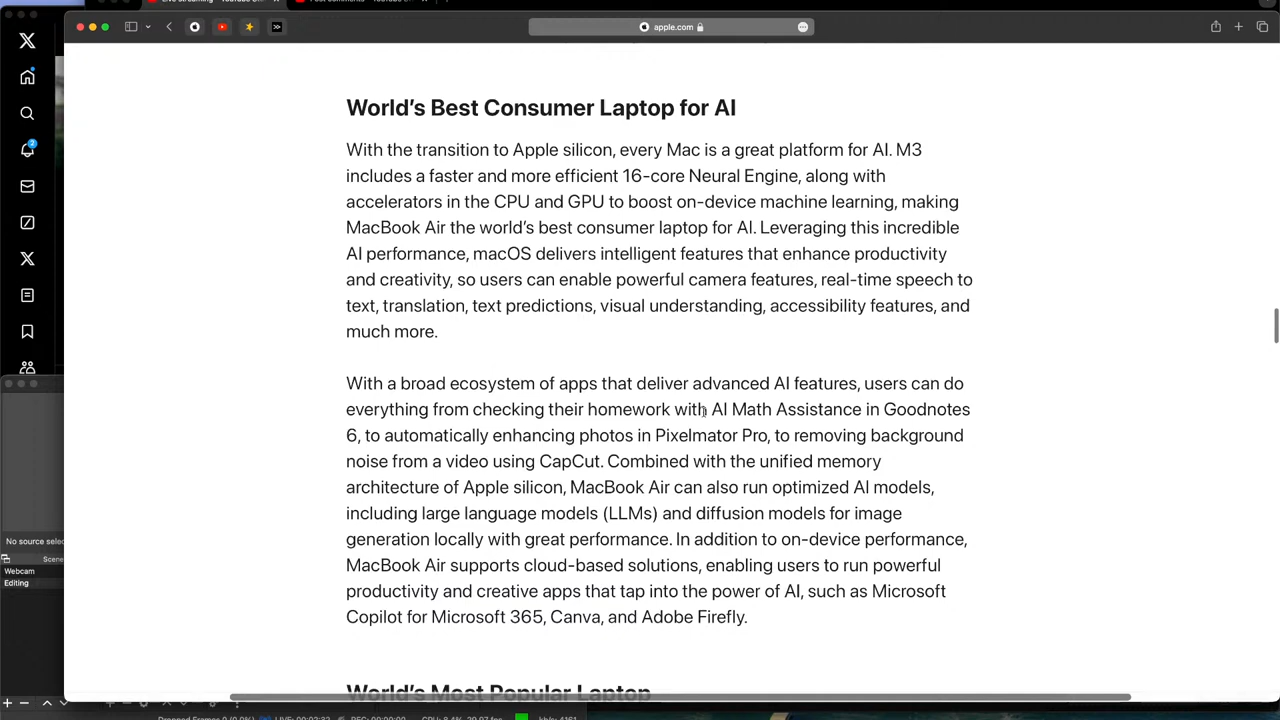 apple.com
World's Best Consumer Laptop for AI
With the transition to Apple silicon, every Mac is a great platform for AI. M3
includes a faster and more efficient 16-core Neural Engine, along with
accelerators in the CPU and GPU to boost on-device machine learning, making
MacBook Air the world's best consumer laptop for AI. Leveraging this incredible
AI performance, macOS delivers intelligent features that enhance productivity
and creativity, so users can enable powerful camera features, real-time speech to
text, translation, text predictions, visual understanding, accessibility features, and
much more.
With a broad ecosystem of apps that deliver advanced AI features, users can do
everything from checking their homework with AI Math Assistance in Goodnotes
6, to automatically enhancing photos in Pixelmator Pro, to removing background
noise from a video using CapCut. Combined with the unified memory
architecture of Apple silicon, MacBook Air can also run optimized AI models,
including large language models (LLMs) and diffusion models for image
generation locally with great performance. In addition to on-device performance,
MacBook Air supports cloud-based solutions, enabling users to run powerful
productivity and creative apps that tap into the power of AI, such as Microsoft
Copilot for Microsoft 365, Canva, and Adobe Firefly.
World's Most Popular Laptop
2
No source selec
Scene
Webcam
Editing